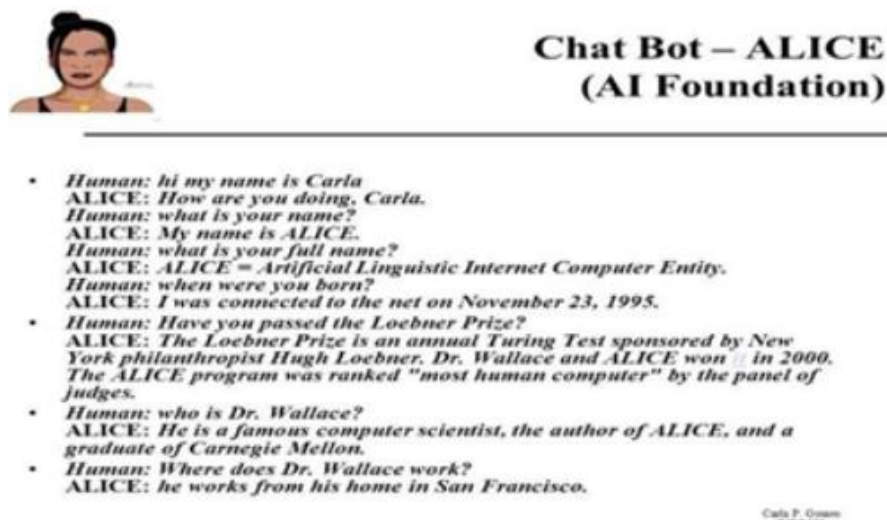 Chat Bot – ALICE
(AI Foundation)
• Human: hi my name is Carla
ALICE: How are you doing, Carla.
Human: what is your name?
ALICE: My name is ALICE.
Human: what is your full name?
ALICE: ALICE = Artificial Linguistic Internet Computer Entity.
Human: when were you born?
ALICE: I was connected to the net on November 23, 1995.
• Human: Have you passed the Loebner Prize?
ALICE: The Loebner Prize is an annual Turing Test sponsored by New
York philanthropist Hugh Loebner. Dr. Wallace and ALICE won it in 2000.
The ALICE program was ranked "most human computer" by the panel of
judges.
• Human: who is Dr. Wallace?
ALICE: He is a famous computer scientist, the author of ALICE, and a
graduate of Carnegie Mellon.
• Human: Where does Dr. Wallace work?
ALICE: he works from his home in San Francisco.
Carla P.